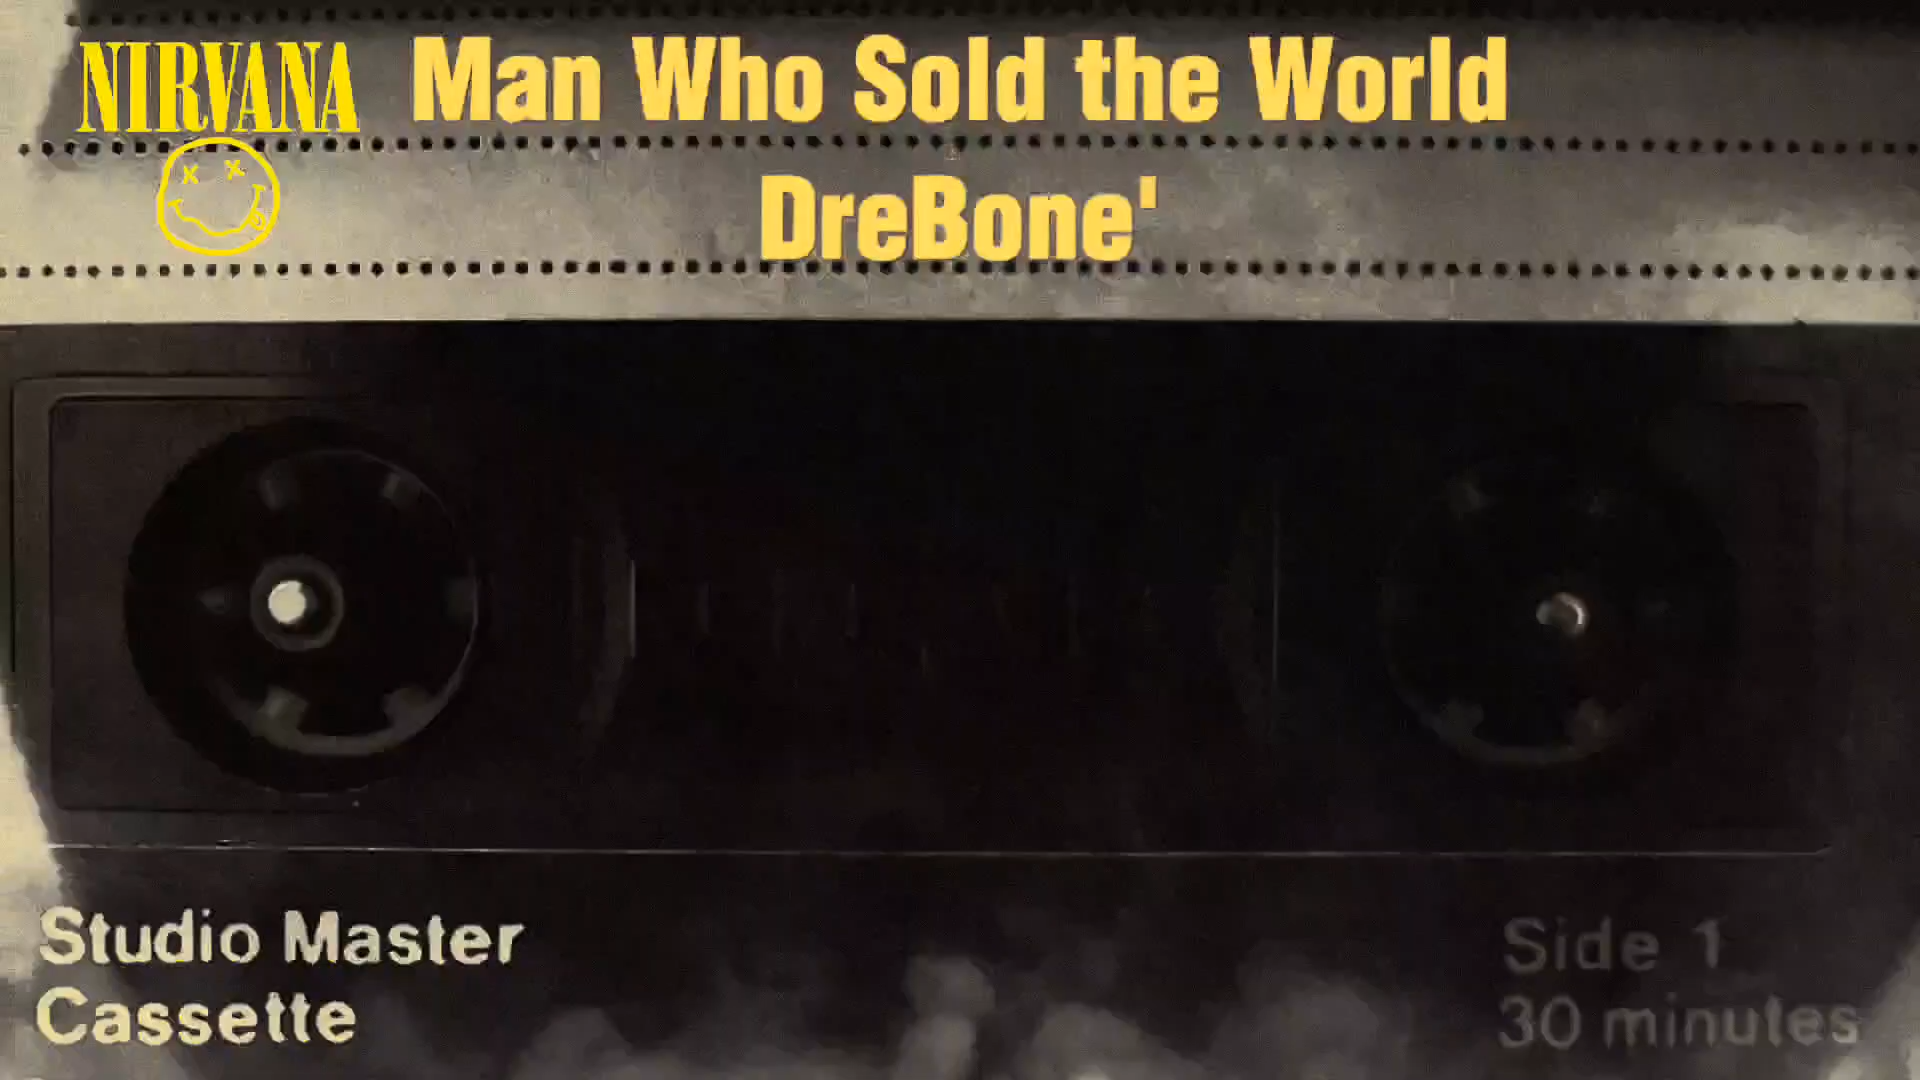 NIRVANA Man Who Sold the World
DreBone'
Studio Master
Cassette
Side 1
30 minutes